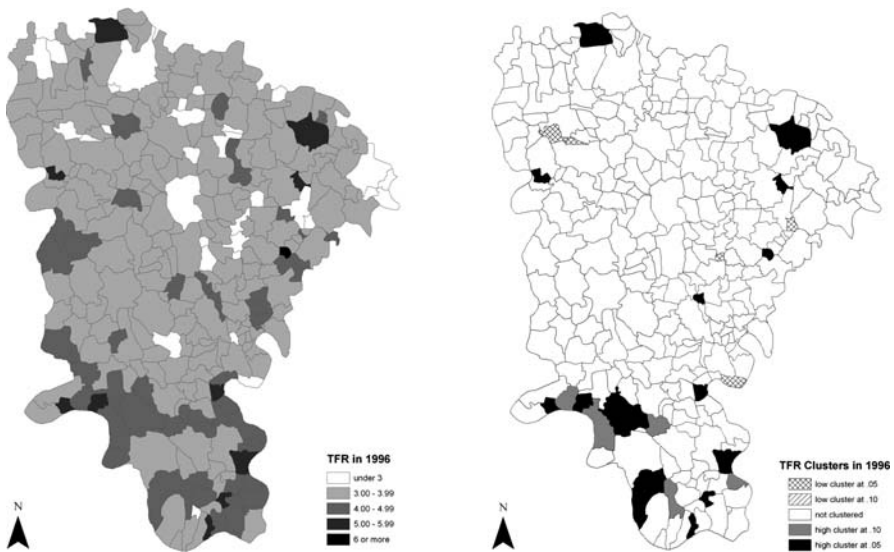 TFR in 1996
under 3
3.00 - 3.99
4.00 - 4.99
5.00 - 5.99
6 or more
N
TFR Clusters in 1996
low cluster at .05
low cluster at .10
not clustered
high cluster at .10
high cluster at .05
N